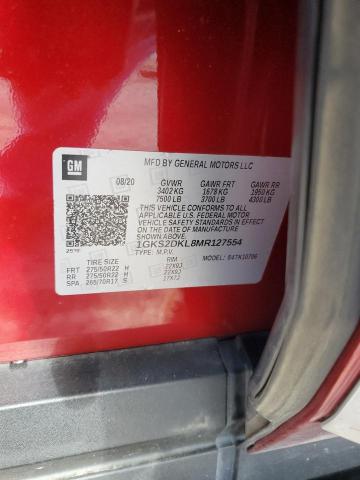 GM
MFD BY GENERAL MOTORS LLC
08/20 GVWR GAWR FRT GAWR RR
3402 KG 1678 KG 1950 KG
7500 LB 3700 LB 4300 LB
THIS VEHICLE CONFORMS TO ALL
APPLICABLE U.S. FEDERAL MOTOR
VEHICLE SAFETY STANDARDS IN
EFFECT ON THE DATE OF
MANUFACTURE SHOWN ABOVE.
1GKS2DKL8MR127554
TYPE: M.P.V. MODEL:
TIRE SIZE RIM
FRT 275/50R22 H 22X9J
RR 275/50R22 H 22X9J
SPA 265/70R17 S 17X7J